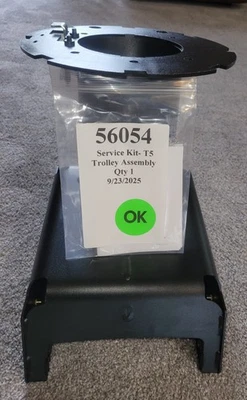 56054
Service Kit- T5
Trolley Assembly
Qty 1
9/23/2025
OK